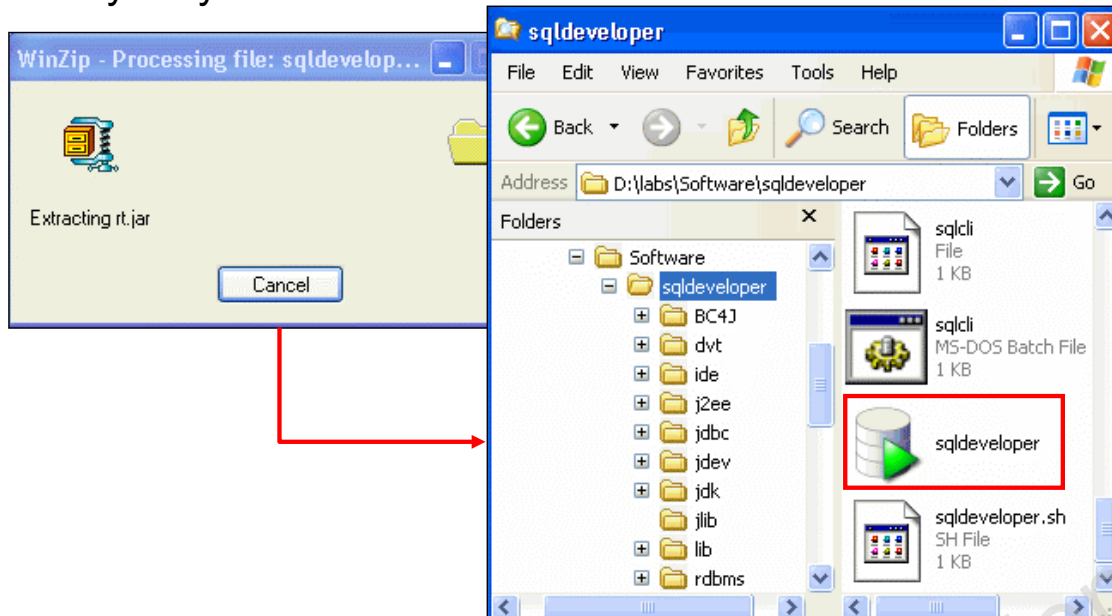 WinZip - Processing file: sqldevelop...
Extracting rt.jar
Cancel
sqldeveloper
File Edit View Favorites Tools Help
Back Search Folders
Address D:\labs\Software\sqldeveloper Go
Folders x
Software
sqldeveloper
BC4J
dvt
ide
j2ee
jdbc
jdev
jdk
jlib
lib
rdbms
sqlcli
File
1 KB
sqlcli
MS-DOS Batch File
1 KB
sqldeveloper
sqldeveloper.sh
SH File
1 KB